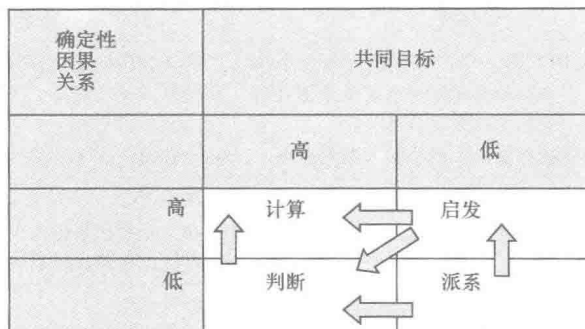 确定性
因果
关系
共同目标
高 低
高 计算 启发
低 判断 派系